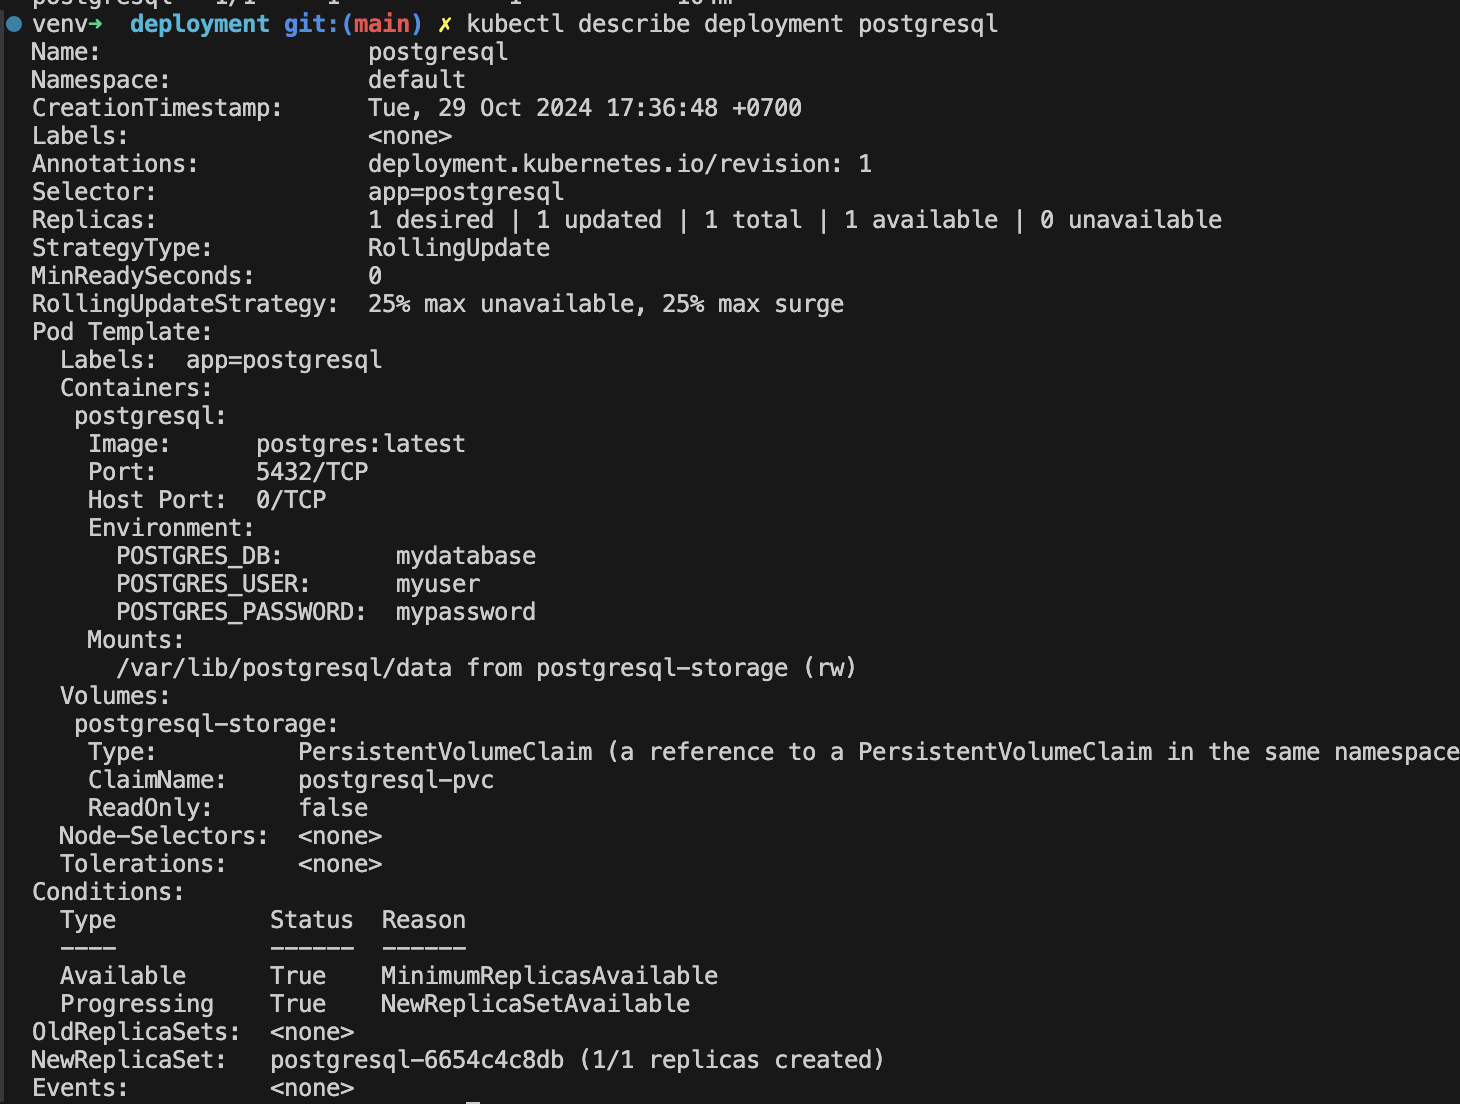 postgresql   1/1     1            1           104m
venv→  deployment git:(main) ✗ kubectl describe deployment postgresql
Name:                   postgresql
Namespace:              default
CreationTimestamp:      Tue, 29 Oct 2024 17:36:48 +0700
Labels:                 <none>
Annotations:            deployment.kubernetes.io/revision: 1
Selector:               app=postgresql
Replicas:               1 desired | 1 updated | 1 total | 1 available | 0 unavailable
StrategyType:           RollingUpdate
MinReadySeconds:        0
RollingUpdateStrategy:  25% max unavailable, 25% max surge
Pod Template:
  Labels:  app=postgresql
  Containers:
   postgresql:
    Image:      postgres:latest
    Port:       5432/TCP
    Host Port:  0/TCP
    Environment:
      POSTGRES_DB:        mydatabase
      POSTGRES_USER:      myuser
      POSTGRES_PASSWORD:  mypassword
    Mounts:
      /var/lib/postgresql/data from postgresql-storage (rw)
  Volumes:
   postgresql-storage:
    Type:          PersistentVolumeClaim (a reference to a PersistentVolumeClaim in the same namespace
    ClaimName:     postgresql-pvc
    ReadOnly:      false
  Node-Selectors:  <none>
  Tolerations:     <none>
Conditions:
  Type           Status  Reason
  ----           ------  ------
  Available      True    MinimumReplicasAvailable
  Progressing    True    NewReplicaSetAvailable
OldReplicaSets:  <none>
NewReplicaSet:   postgresql-6654c4c8db (1/1 replicas created)
Events:          <none>